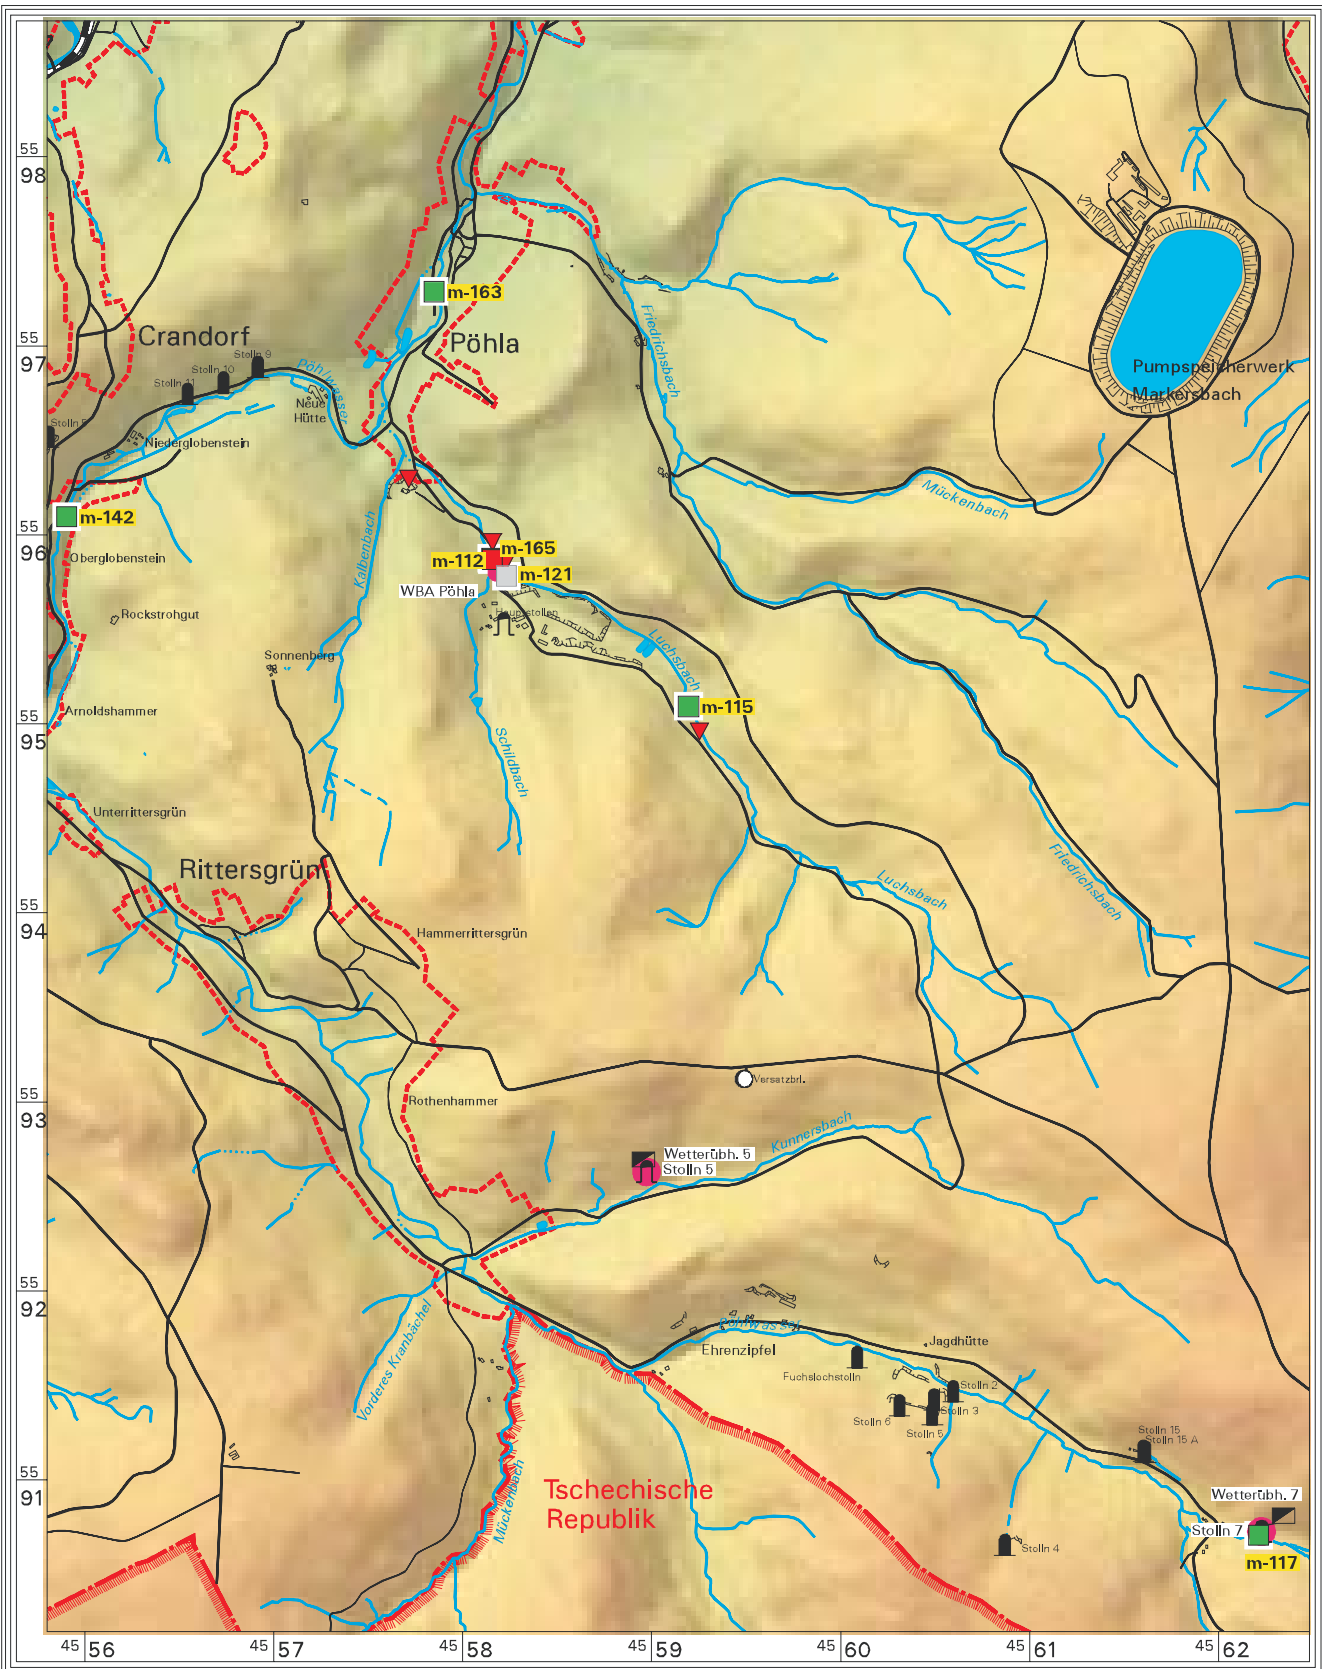 55
98
m-163
Crandorf
Pöhla
55
97
Stolln 9
Stolln 10
Stolln 11
Pöhlwasser
Neue
Hütte
Friedrichsbach
Pumpspeicherwerk
Markersbach
Niederglobenstein
Mückenbach
m-142
55
96
Oberglobenstein
Kalbenbach
m-165
m-112
m-121
WBA Pöhla
Hauptstollen
Rockstrohgut
Luchsbach
Sonnenberg
m-115
Arnoldshammer
55
95
Schildbach
Unterrittersgrün
Rittersgrün
Friedrichsbach
Luchsbach
55
94
Hammerrittersgrün
Versatzbrl.
Rothenhammer
55
93
Kunnersbach
Wetterübh. 5
Stolln 5
55
92
Vorderes Kranbächel
Pöhlwasser
Ehrenzipfel
Jagdhütte
Fuchslochstolln
Stolln 2
Stolln 3
Stolln 6
Stolln 5
Stolln 15
Stolln 15 A
55
91
Tschechische
Republik
Mückenbach
Wetterübh. 7
Stolln 7
Stolln 4
m-117
45 56
45 57
45 58
45 59
45 60
45 61
45 62